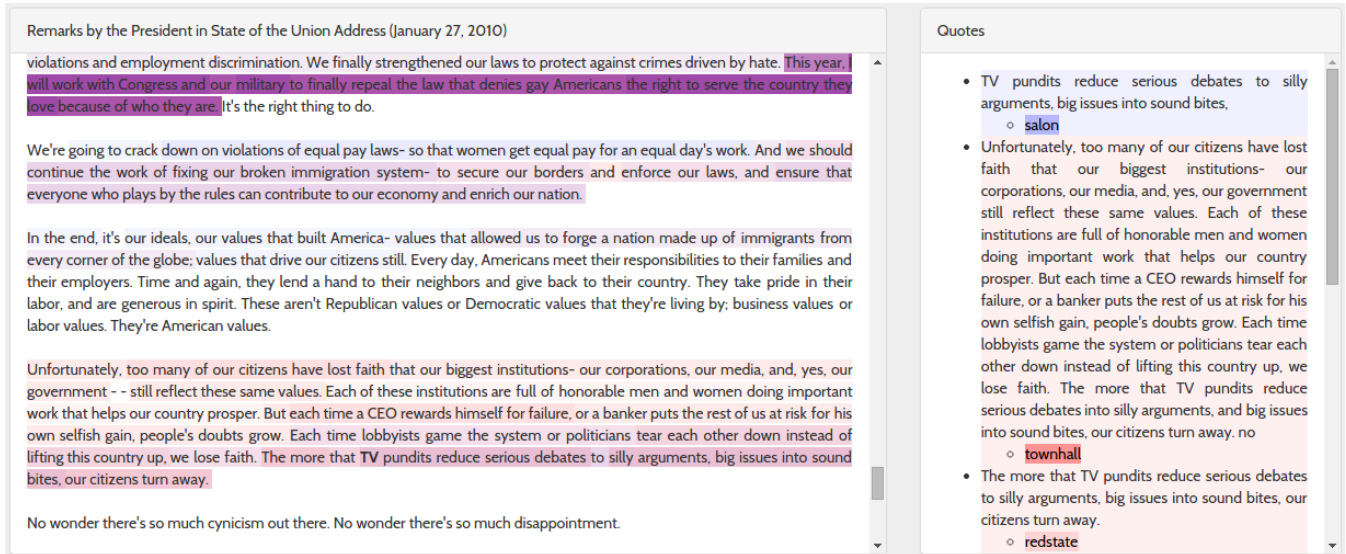 Remarks by the President in State of the Union Address (January 27, 2010)
violations and employment discrimination. We finally strengthened our laws to protect against crimes driven by hate. This year, I
will work with Congress and our military to finally repeal the law that denies gay Americans the right to serve the country they
love because of who they are. It's the right thing to do.
We're going to crack down on violations of equal pay laws- so that women get equal pay for an equal day's work. And we should
continue the work of fixing our broken immigration system- to secure our borders and enforce our laws, and ensure that
everyone who plays by the rules can contribute to our economy and enrich our nation.
In the end, it's our ideals, our values that built America- values that allowed us to forge a nation made up of immigrants from
every corner of the globe; values that drive our citizens still. Every day, Americans meet their responsibilities to their families and
their employers. Time and again, they lend a hand to their neighbors and give back to their country. They take pride in their
labor, and are generous in spirit. These aren't Republican values or Democratic values that they're living by; business values or
labor values. They're American values.
Unfortunately, too many of our citizens have lost faith that our biggest institutions- our corporations, our media, and, yes, our
government - - still reflect these same values. Each of these institutions are full of honorable men and women doing important
work that helps our country prosper. But each time a CEO rewards himself for failure, or a banker puts the rest of us at risk for his
own selfish gain, people's doubts grow. Each time lobbyists game the system or politicians tear each other down instead of
lifting this country up, we lose faith. The more that TV pundits reduce serious debates to silly arguments, big issues into sound
bites, our citizens turn away.
No wonder there's so much cynicism out there. No wonder there's so much disappointment.
Quotes
TV pundits reduce serious debates to silly
arguments, big issues into sound bites,
salon
Unfortunately, too many of our citizens have lost
faith that our biggest institutions- our
corporations, our media, and, yes, our government
still reflect these same values. Each of these
institutions are full of honorable men and women
doing important work that helps our country
prosper. But each time a CEO rewards himself for
failure, or a banker puts the rest of us at risk for his
own selfish gain, people's doubts grow. Each time
lobbyists game the system or politicians tear each
other down instead of lifting this country up, we
lose faith. The more that TV pundits reduce
serious debates into silly arguments, and big issues
into sound bites, our citizens turn away. no
townhall
The more that TV pundits reduce serious debates
to silly arguments, big issues into sound bites, our
citizens turn away.
redstate